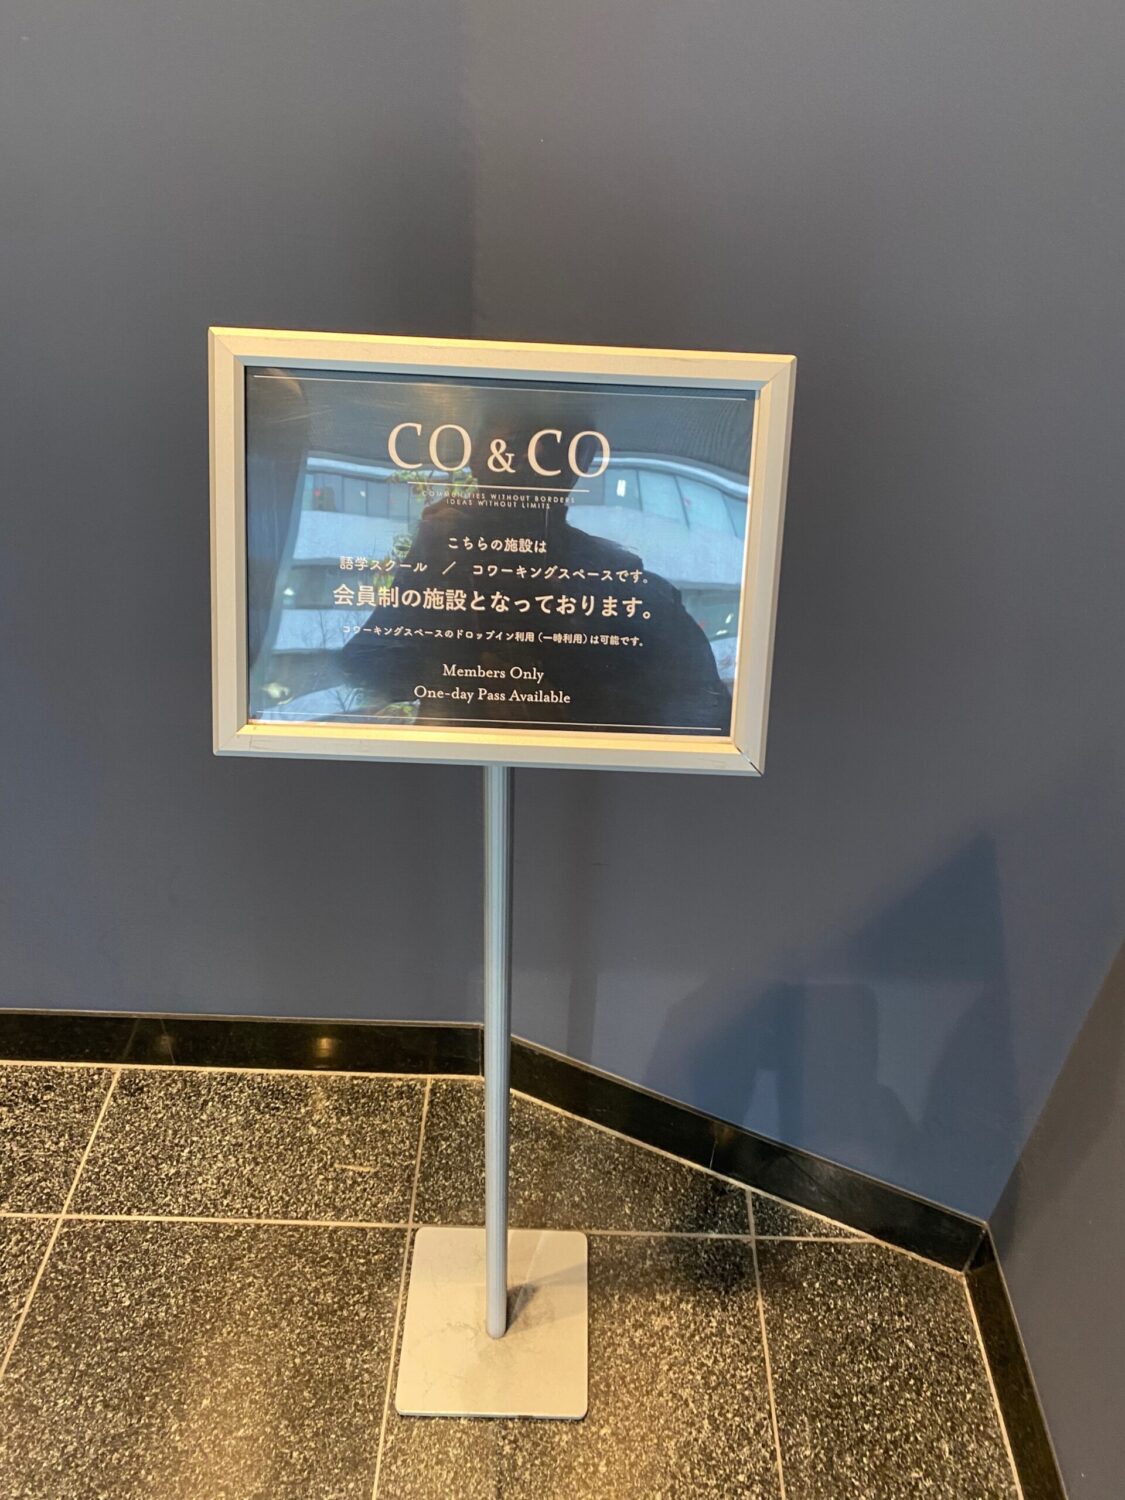 CO & CO
COMMUNITIES WITHOUT BORDERS
IDEAS WITHOUT LIMITS
こちらの施設は
語学スクール ／ コワーキングスペースです。
会員制の施設となっております。
コワーキングスペースのドロップイン利用（一時利用）は可能です。
Members Only
One-day Pass Available